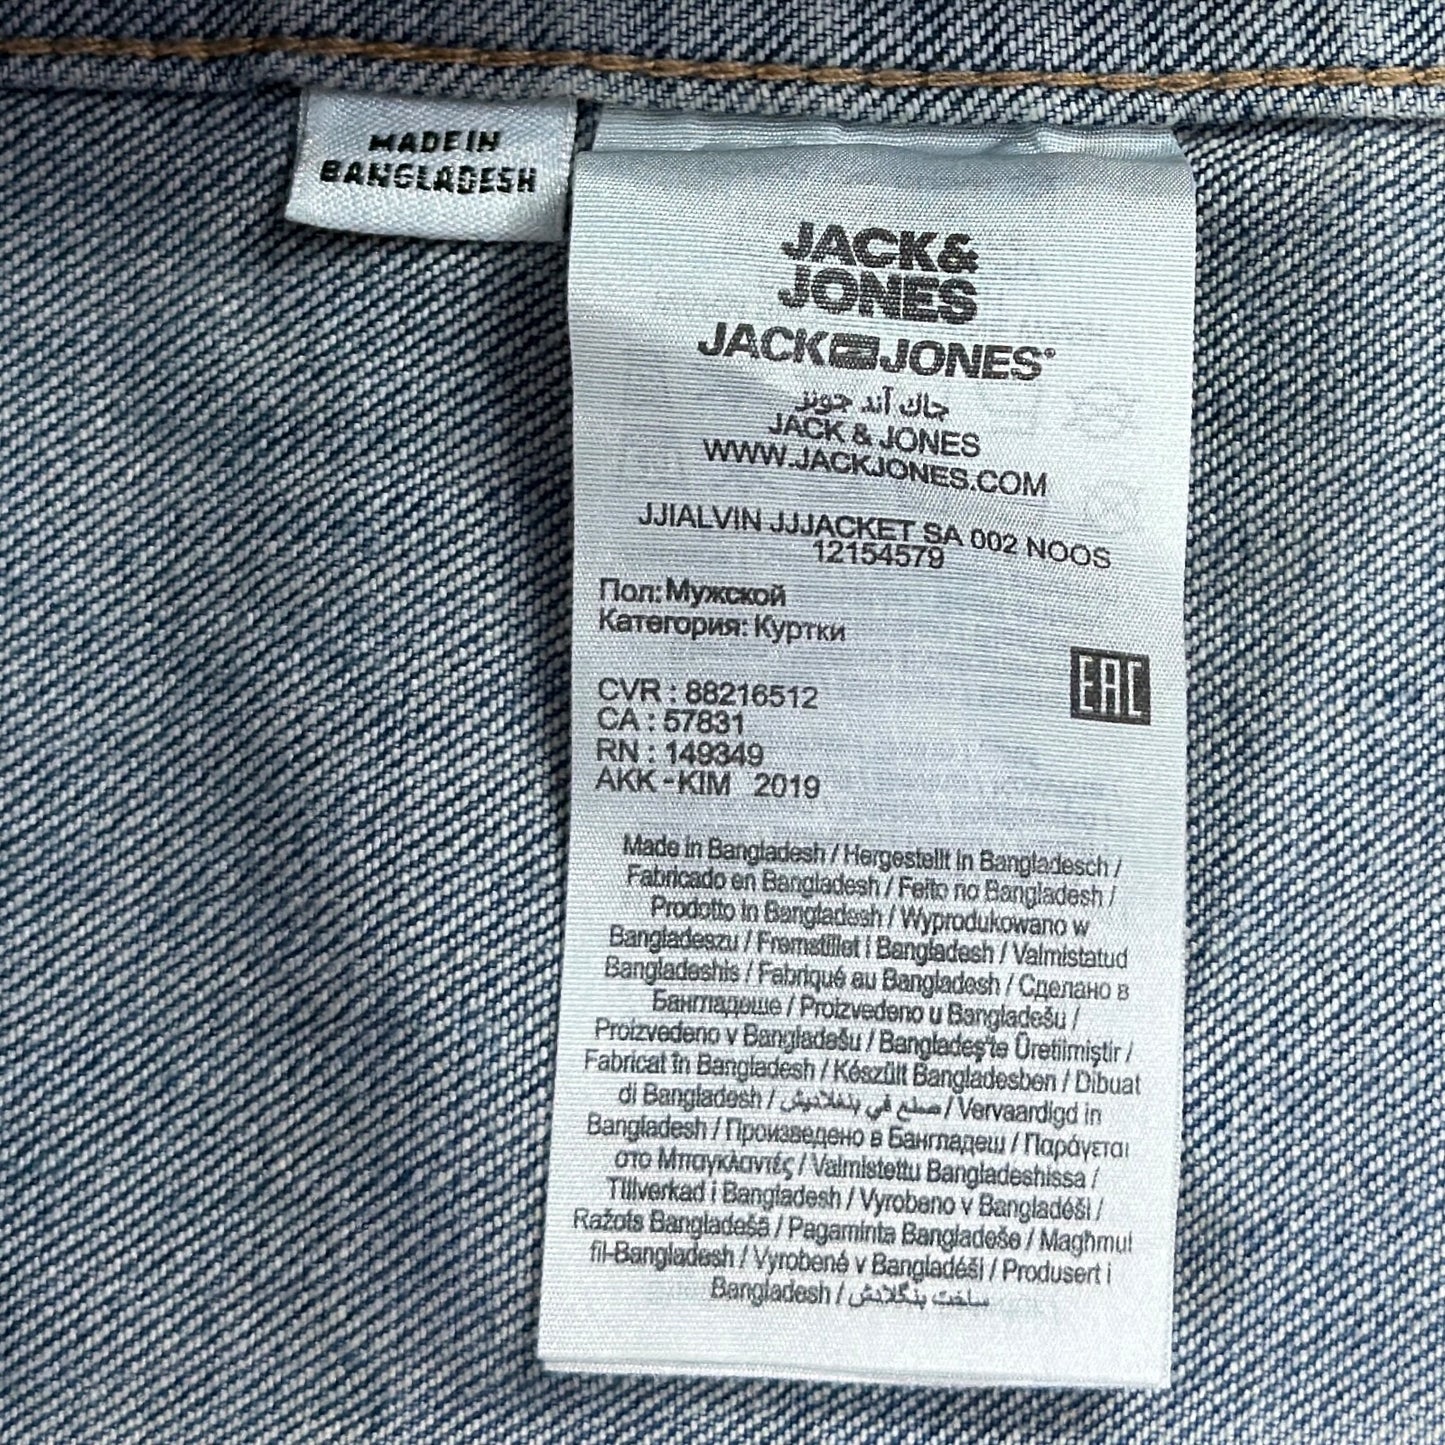 MADE IN
BANGLADESH
JACK&
JONES
JACK JONES®
جاك آند جونز
JACK & JONES
WWW.JACKJONES.COM
JJIALVIN JJJACKET SA 002 NOOS
12154579
Пол: Мужской
Категория: Куртки
EAC
CVR : 88216512
CA : 57831
RN : 149349
AKK -KIM 2019
Made in Bangladesh / Hergestellt in Bangladesch /
Fabricado en Bangladesh / Feito no Bangladesh /
Prodotto in Bangladesh / Wyprodukowano w
Bangladeszu / Fremstillet i Bangladesh / Valmistatud
Bangladeshis / Fabriqué au Bangladesh / Сделано в
Бангладеше / Proizvedeno u Bangladešu /
Proizvedeno v Bangladešu / Bangladeş'te Üretilmiştir /
Fabricat în Bangladesh / Készült Bangladesben / Dibuat
di Bangladesh / صنع في بنغلاديش / Vervaardigd in
Bangladesh / Произведено в Бангладеш / Παράγεται
στο Μπαγκλαντές / Valmistettu Bangladeshissa /
Tillverkad i Bangladesh / Vyrobeno v Bangladéši /
Ražots Bangladešā / Pagaminta Bangladeše / Magħmul
fil-Bangladesh / Vyrobené v Bangladéši / Produsert i
Bangladesh / ساخت بنگلادش